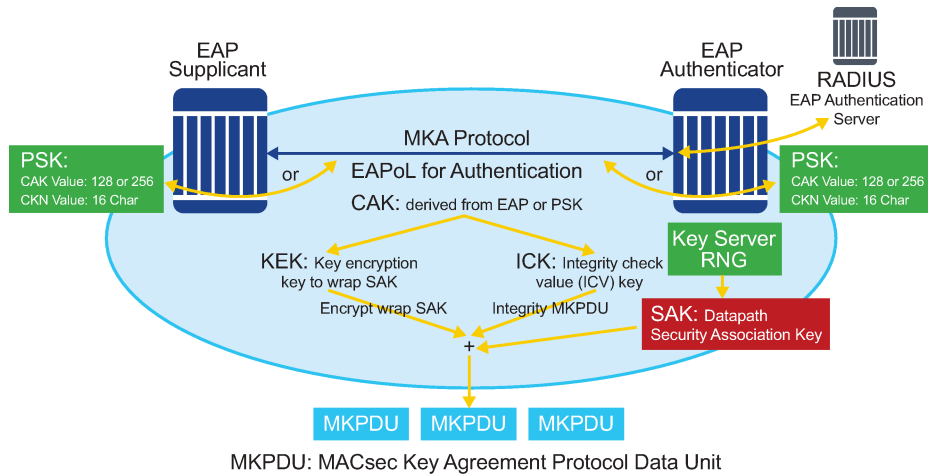 EAP
Supplicant
EAP
Authenticator
RADIUS
EAP Authentication
Server
MKA Protocol
PSK:
CAK Value: 128 or 256
CKN Value: 16 Char
or
EAPoL for Authentication
or
PSK:
CAK Value: 128 or 256
CKN Value: 16 Char
CAK: derived from EAP or PSK
Key Server
RNG
KEK: Key encryption
key to wrap SAK
ICK: Integrity check
value (ICV) key
Encrypt wrap SAK
Integrity MKPDU
SAK: Datapath
Security Association Key
+
MKPDU
MKPDU
MKPDU
MKPDU: MACsec Key Agreement Protocol Data Unit